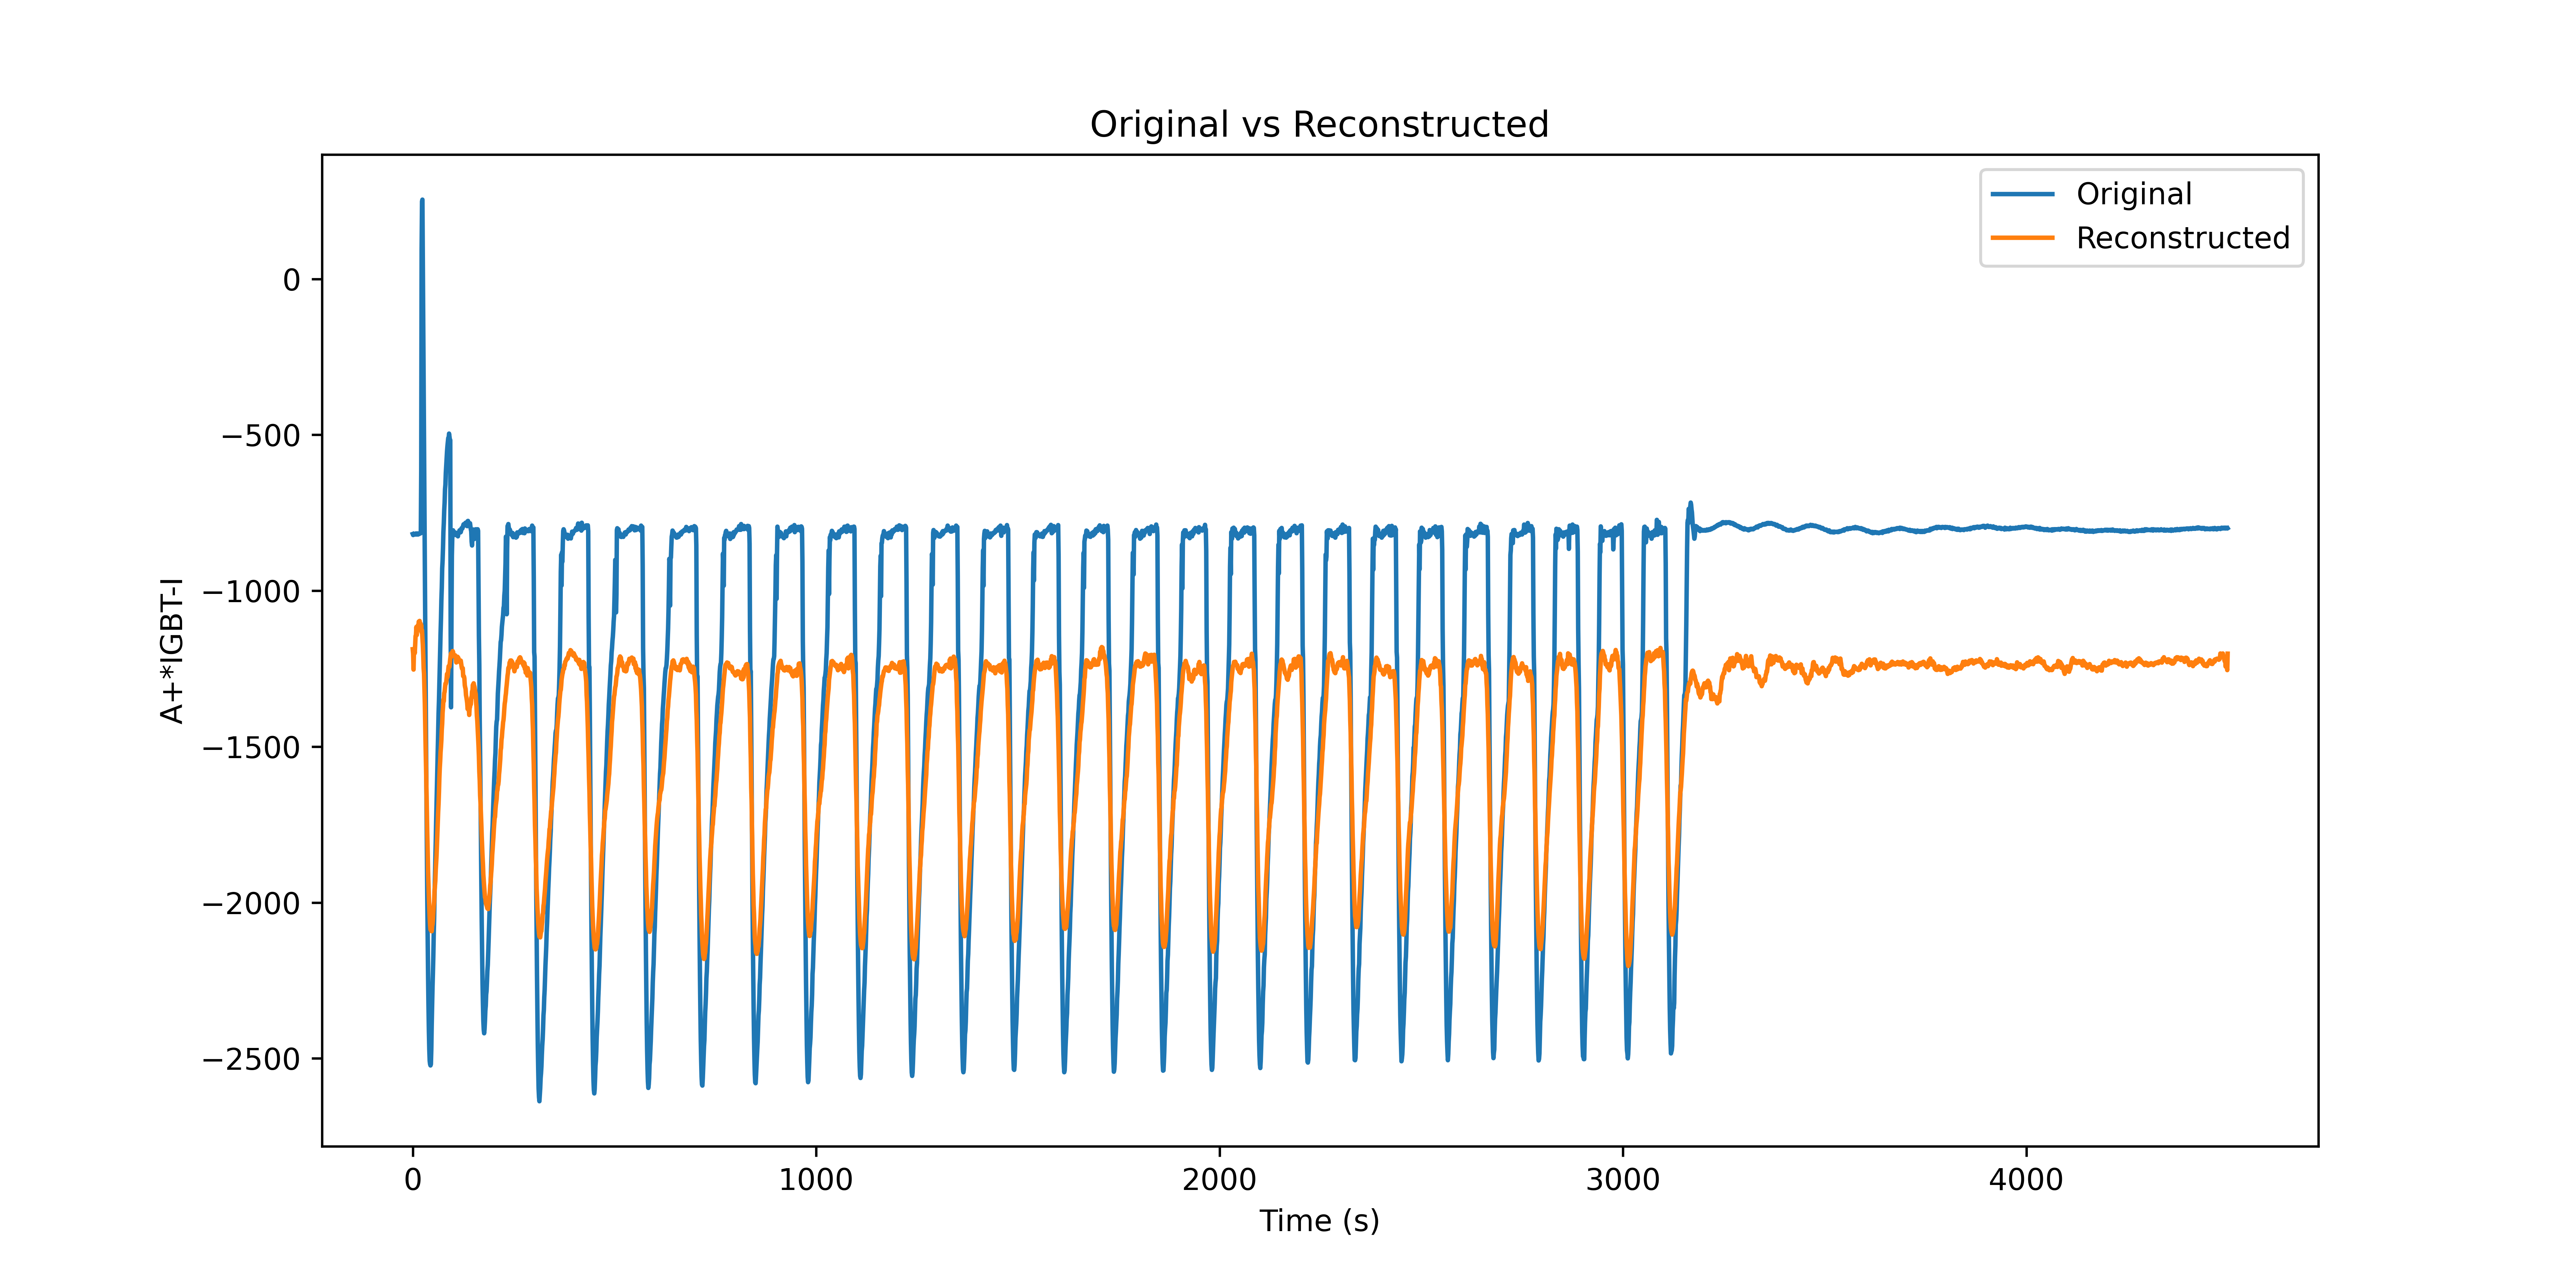 Original vs Reconstructed
Original
Reconstructed
A+*IGBT-I
0
−500
−1000
−1500
−2000
−2500
0 1000 2000 3000 4000
Time (s)